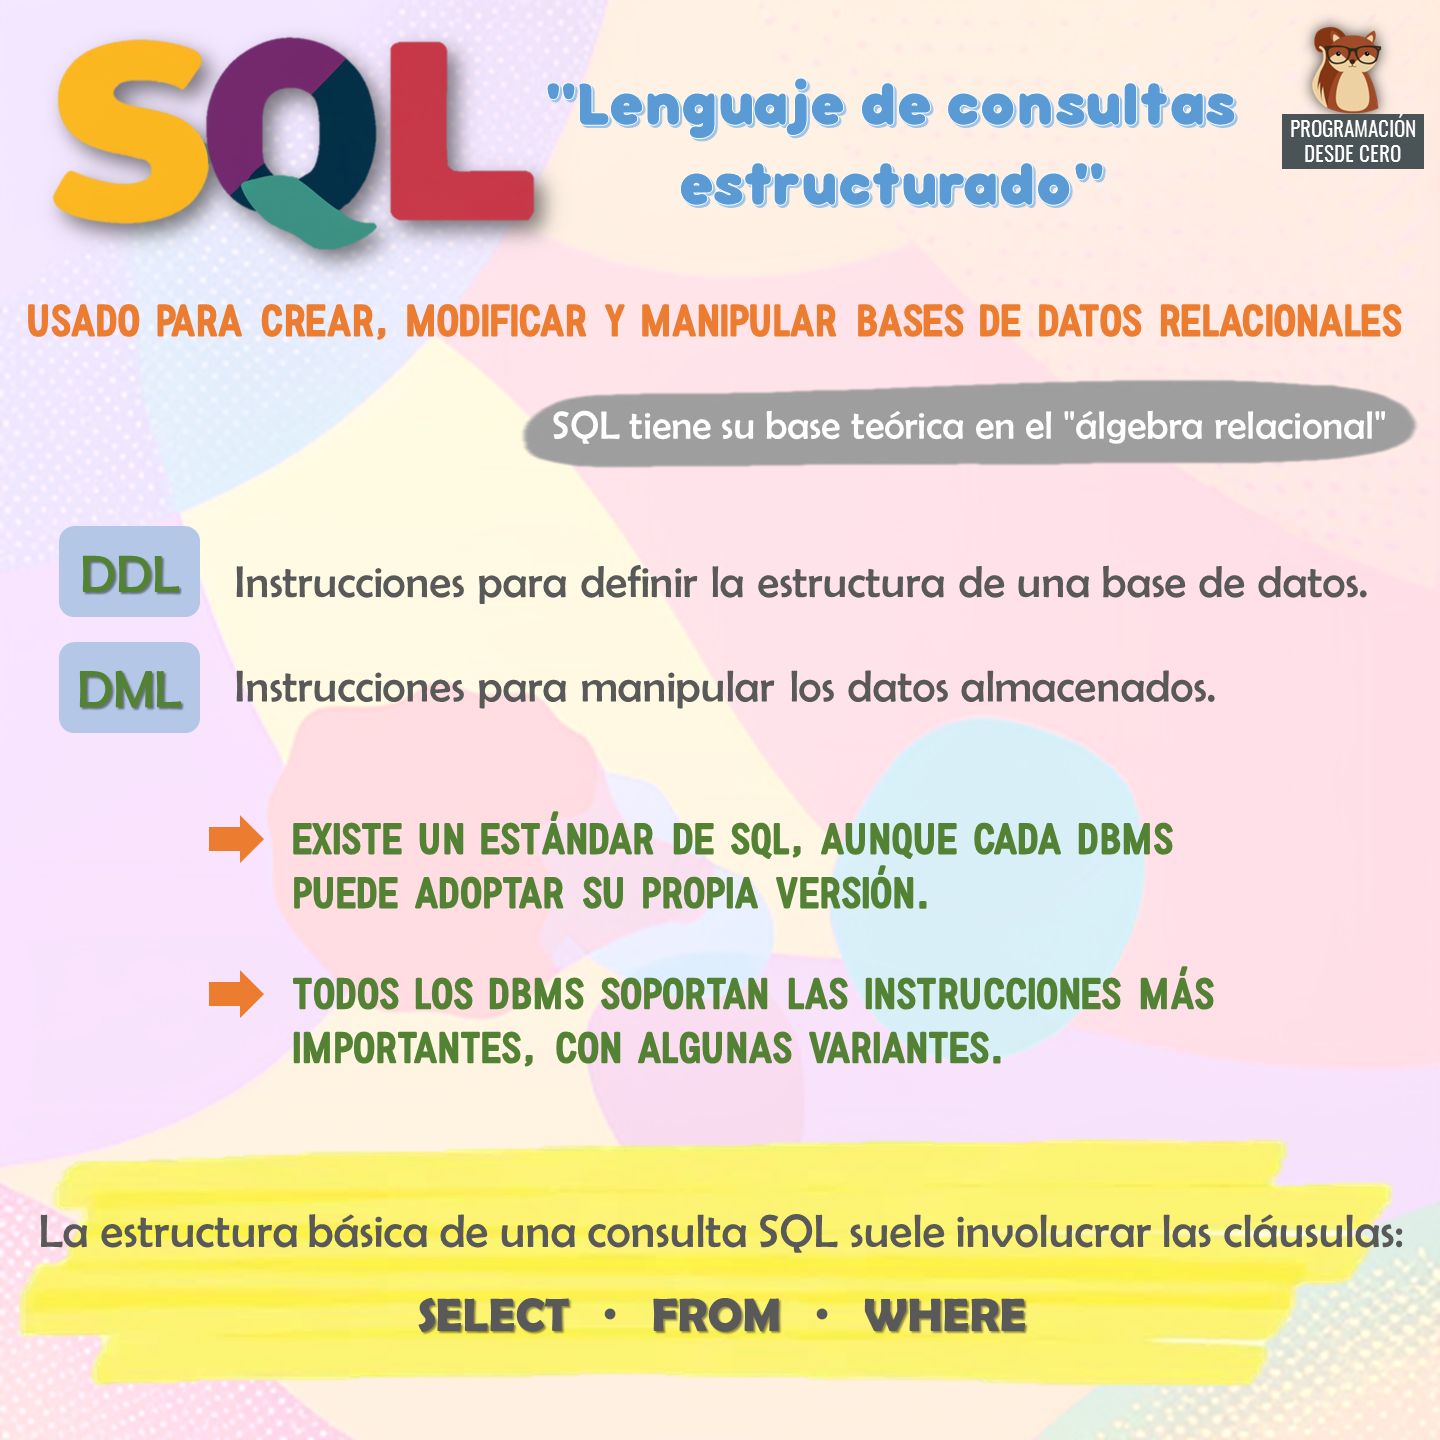 SQL
"Lenguaje de consultas
estructurado"
PROGRAMACIÓN
DESDE CERO
USADO PARA CREAR, MODIFICAR Y MANIPULAR BASES DE DATOS RELACIONALES
SQL tiene su base teórica en el "álgebra relacional"
DDL Instrucciones para definir la estructura de una base de datos.
DML Instrucciones para manipular los datos almacenados.
EXISTE UN ESTÁNDAR DE SQL, AUNQUE CADA DBMS
PUEDE ADOPTAR SU PROPIA VERSIÓN.
TODOS LOS DBMS SOPORTAN LAS INSTRUCCIONES MÁS
IMPORTANTES, CON ALGUNAS VARIANTES.
La estructura básica de una consulta SQL suele involucrar las cláusulas:
SELECT • FROM • WHERE